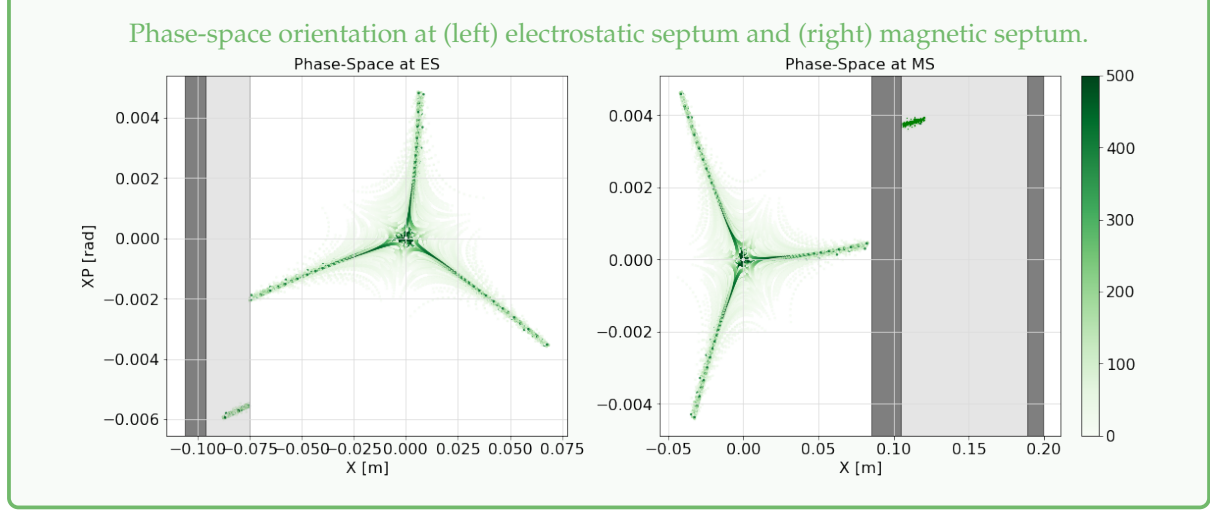 Phase-space orientation at (left) electrostatic septum and (right) magnetic septum.
Phase-Space at ES
Phase-Space at MS
XP [rad]
0.004
0.002
0.000
−0.002
−0.004
−0.006
−0.100 −0.075 −0.050 −0.025 0.000 0.025 0.050 0.075
X [m]
0.004
0.002
0.000
−0.002
−0.004
−0.05 0.00 0.05 0.10 0.15 0.20
X [m]
500
400
300
200
100
0